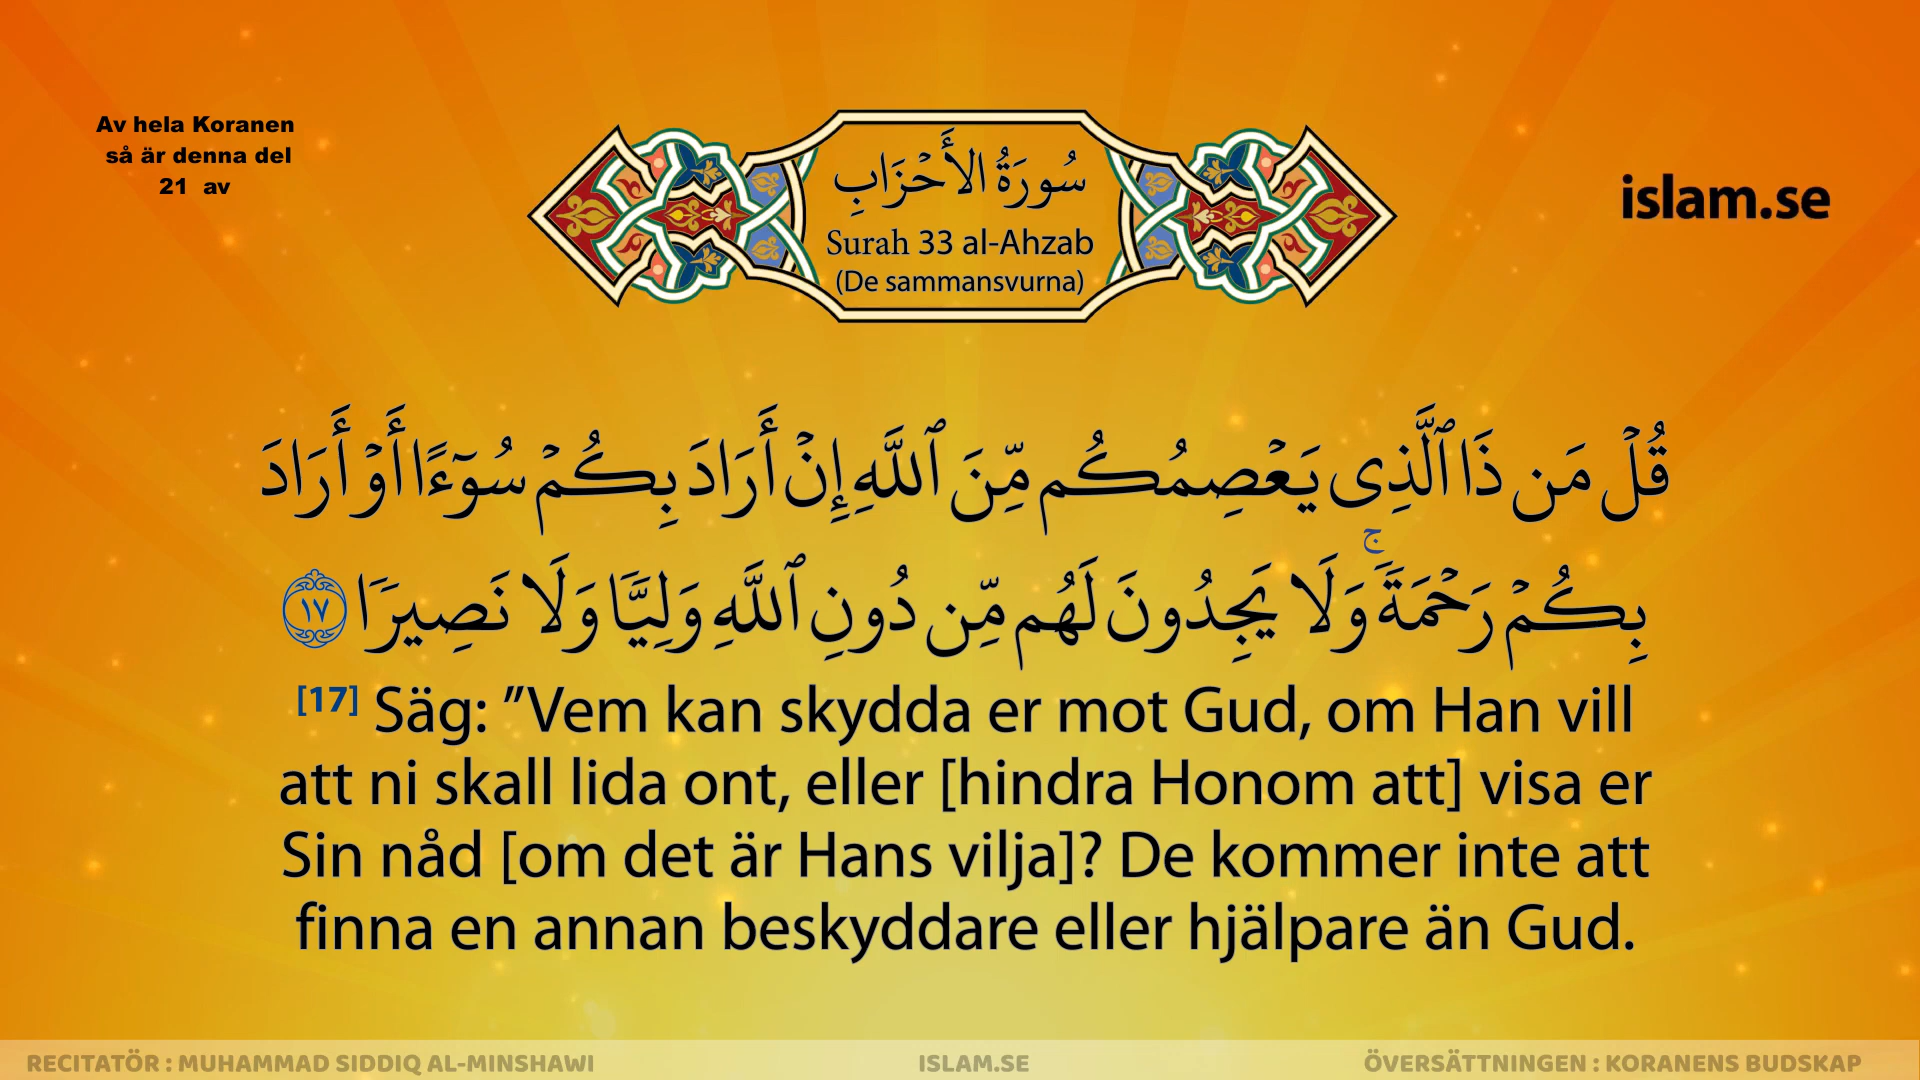 Av hela Koranen
så är denna del
21 av
سُورَةُ الأَحْزَابِ
Surah 33 al-Ahzab
(De sammansvurna)
islam.se
قُلْ مَن ذَا ٱلَّذِى يَعْصِمُكُم مِّنَ ٱللَّهِ إِنْ أَرَادَ بِكُمْ سُوٓءًا أَوْ أَرَادَ
بِكُمْ رَحْمَةً ۚ وَلَا يَجِدُونَ لَهُم مِّن دُونِ ٱللَّهِ وَلِيًّا وَلَا نَصِيرًا ١٧
[17] Säg: ”Vem kan skydda er mot Gud, om Han vill
att ni skall lida ont, eller [hindra Honom att] visa er
Sin nåd [om det är Hans vilja]? De kommer inte att
finna en annan beskyddare eller hjälpare än Gud.
RECITATÖR : MUHAMMAD SIDDIQ AL-MINSHAWI
ISLAM.SE
ÖVERSÄTTNINGEN : KORANENS BUDSKAP